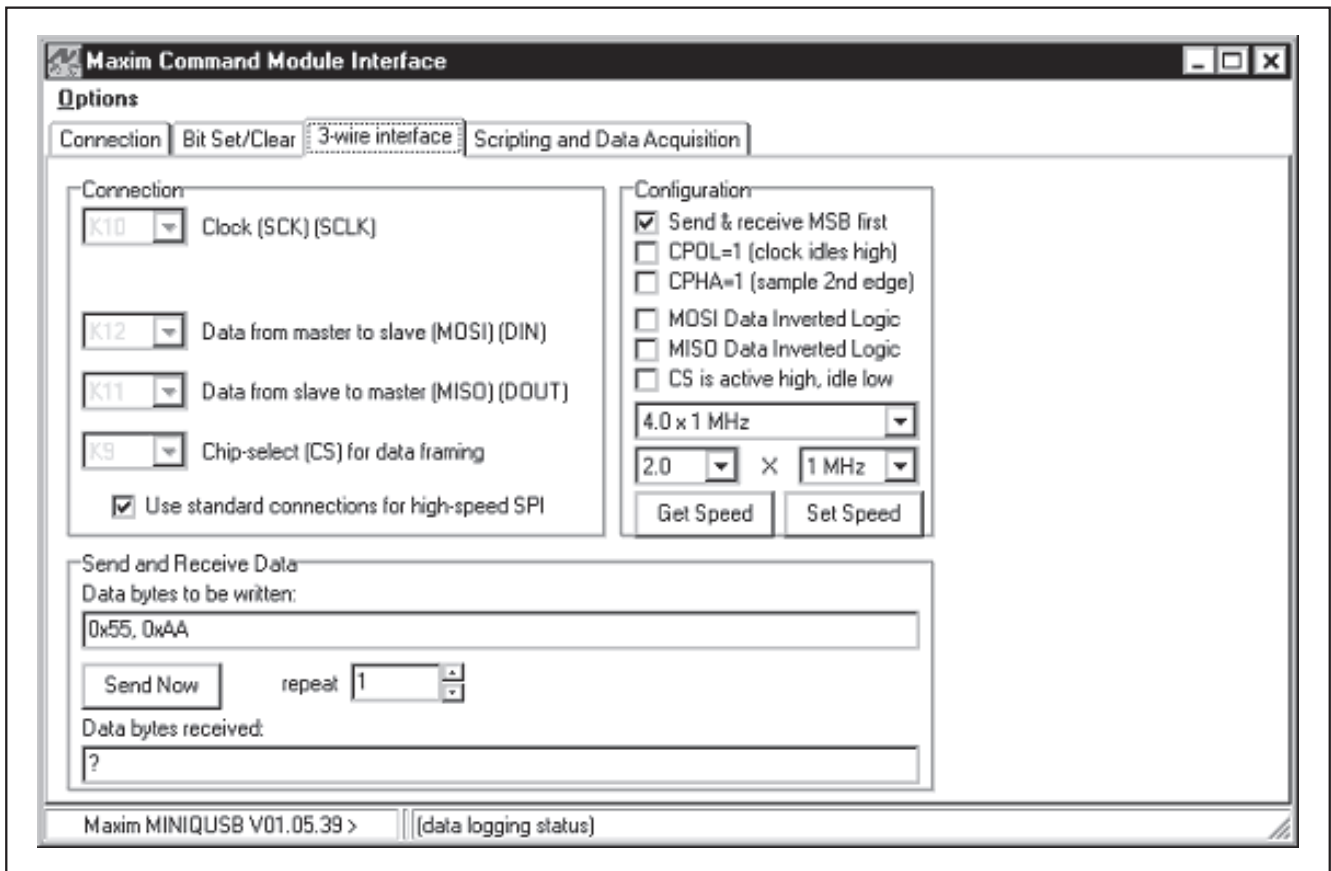 Maxim Command Module Interface
Options
Connection Bit Set/Clear 3-wire interface Scripting and Data Acquisition
Connection
K10 Clock (SCK) (SCLK)
K12 Data from master to slave (MOSI) (DIN)
K11 Data from slave to master (MISO) (DOUT)
K9 Chip-select (CS) for data framing
Use standard connections for high-speed SPI
Configuration
Send & receive MSB first
CPOL=1 (clock idles high)
CPHA=1 (sample 2nd edge)
MOSI Data Inverted Logic
MISO Data Inverted Logic
CS is active high, idle low
4.0 x 1 MHz
2.0 X 1 MHz
Get Speed Set Speed
Send and Receive Data
Data bytes to be written:
0x55, 0xAA
Send Now repeat 1
Data bytes received:
?
Maxim MINIQUSB V01.05.39 > (data logging status)